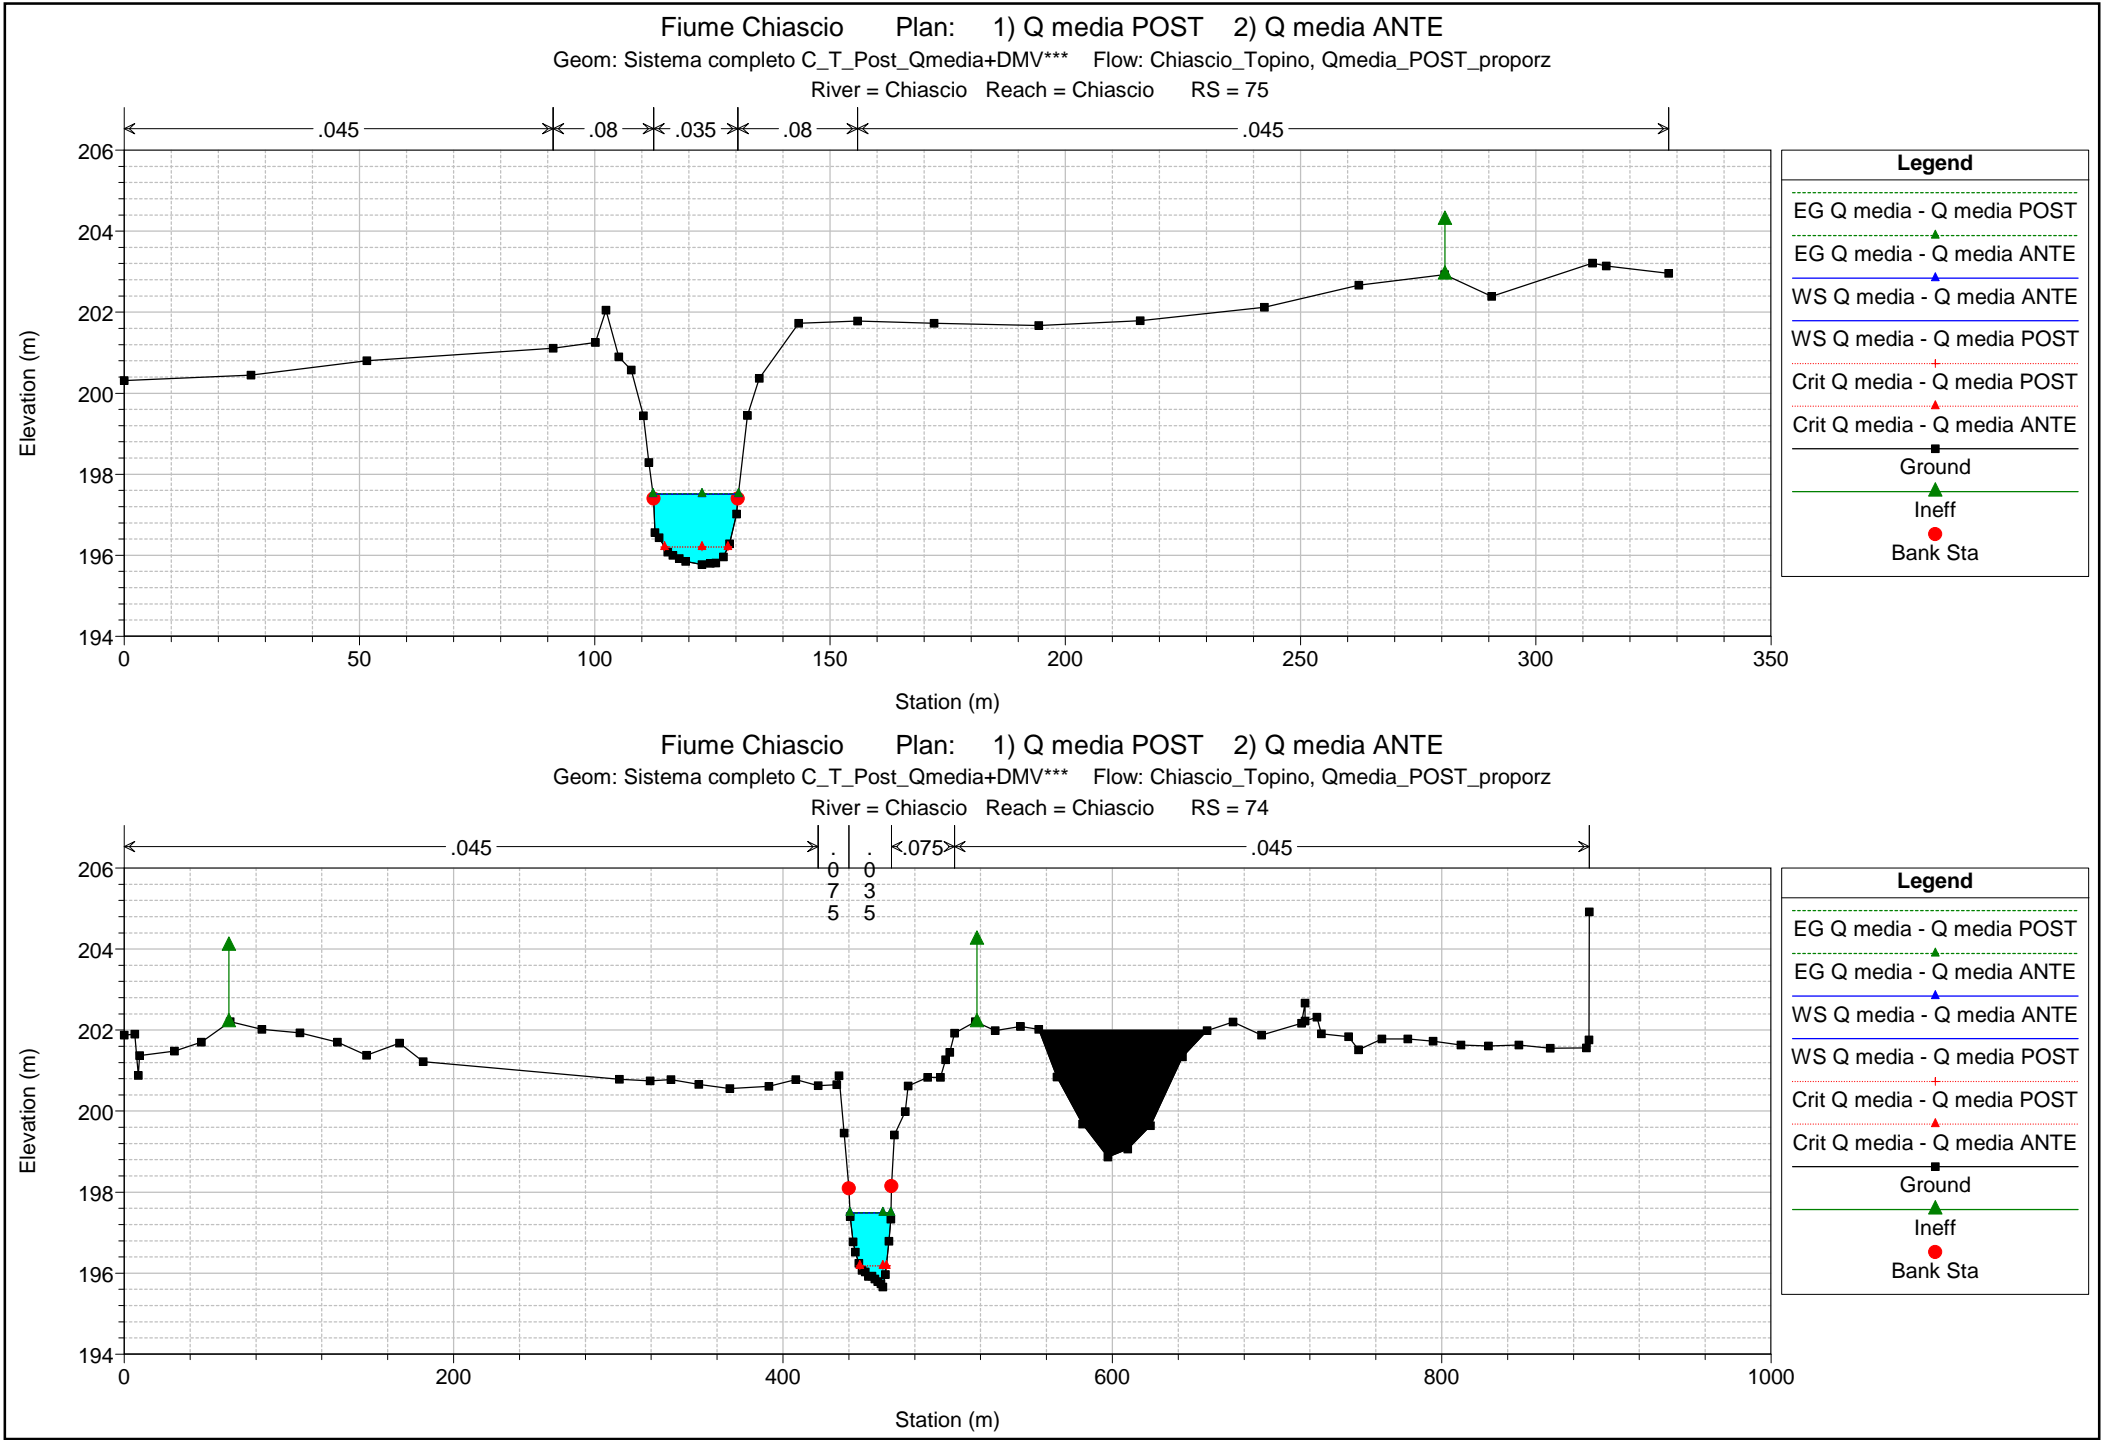 Fiume Chiascio Plan: 1) Q media POST 2) Q media ANTE
Geom: Sistema completo C_T_Post_Qmedia+DMV*** Flow: Chiascio_Topino, Qmedia_POST_proporz
River = Chiascio Reach = Chiascio RS = 75
.045 .08 .035 .08 .045
206
204
202
200
198
196
194
Elevation (m)
0 50 100 150 200 250 300 350
Station (m)
Legend
EG Q media - Q media POST
EG Q media - Q media ANTE
WS Q media - Q media ANTE
WS Q media - Q media POST
Crit Q media - Q media POST
Crit Q media - Q media ANTE
Ground
Ineff
Bank Sta
Fiume Chiascio Plan: 1) Q media POST 2) Q media ANTE
Geom: Sistema completo C_T_Post_Qmedia+DMV*** Flow: Chiascio_Topino, Qmedia_POST_proporz
River = Chiascio Reach = Chiascio RS = 74
.045 .075 .035 .075 .045
206
204
202
200
198
196
194
Elevation (m)
0 200 400 600 800 1000
Station (m)
Legend
EG Q media - Q media POST
EG Q media - Q media ANTE
WS Q media - Q media ANTE
WS Q media - Q media POST
Crit Q media - Q media POST
Crit Q media - Q media ANTE
Ground
Ineff
Bank Sta